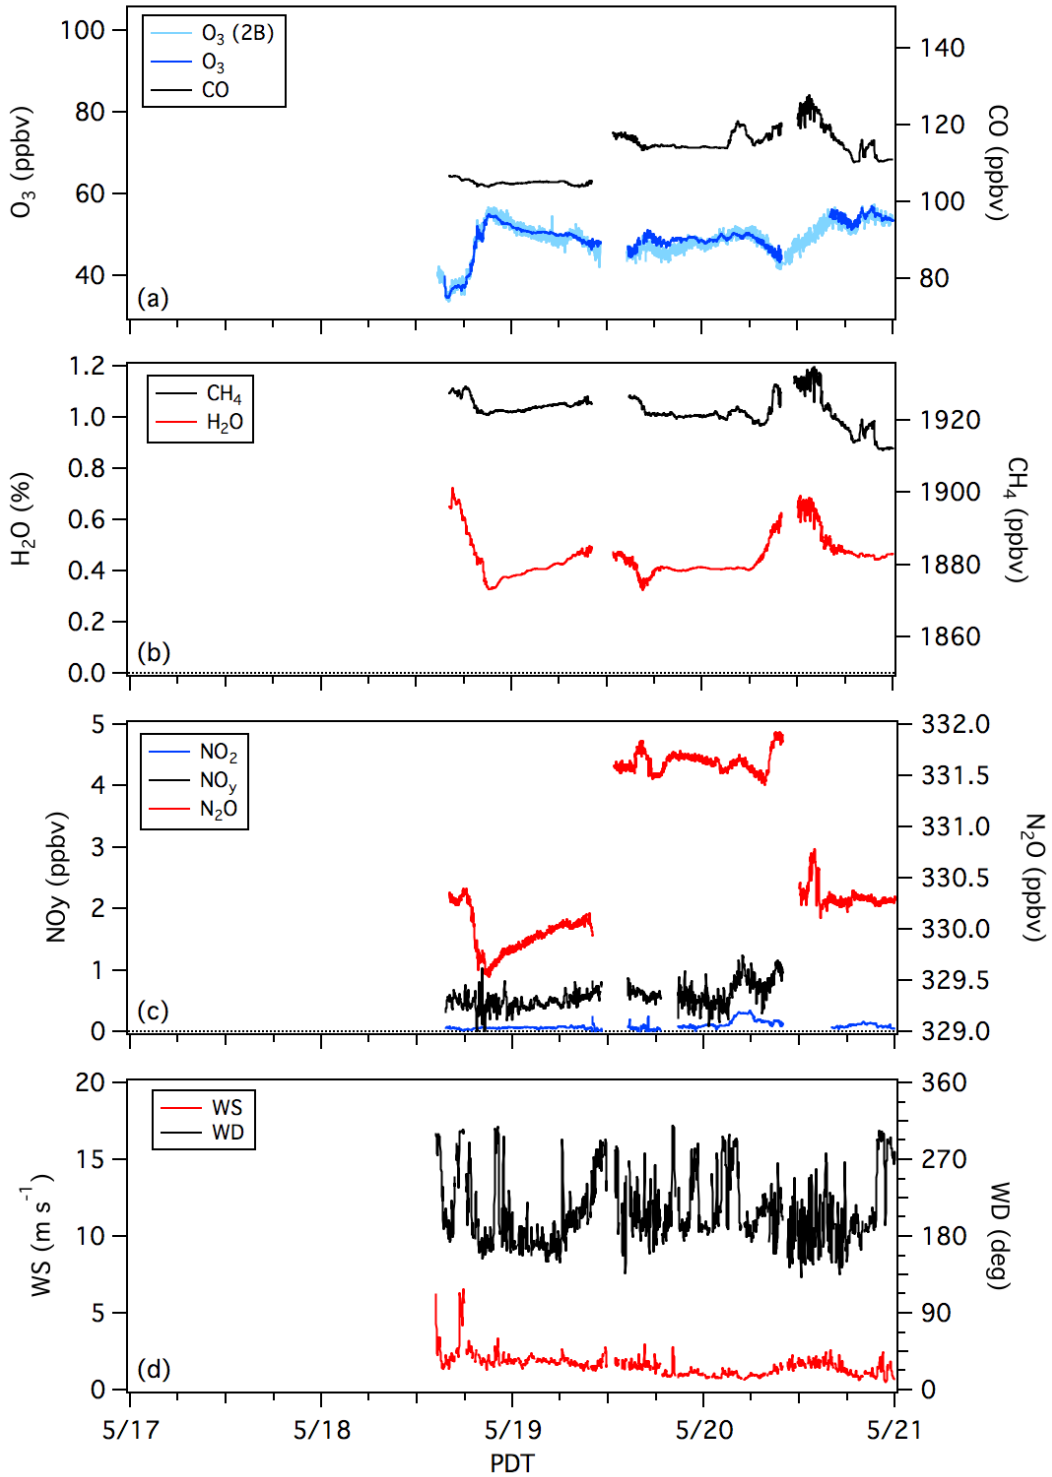 O3 (2B)
O3
CO
100
80
60
40
O3 (ppbv)
140
120
100
80
CO (ppbv)
(a)
CH4
H2O
1.2
1.0
0.8
0.6
0.4
0.2
0.0
H2O (%)
1920
1900
1880
1860
CH4 (ppbv)
(b)
NO2
NOy
N2O
5
4
3
2
1
0
NOy (ppbv)
332.0
331.5
331.0
330.5
330.0
329.5
329.0
N2O (ppbv)
(c)
WS
WD
20
15
10
5
0
WS (m s-1)
360
270
180
90
0
WD (deg)
(d)
5/17
5/18
5/19
5/20
5/21
PDT